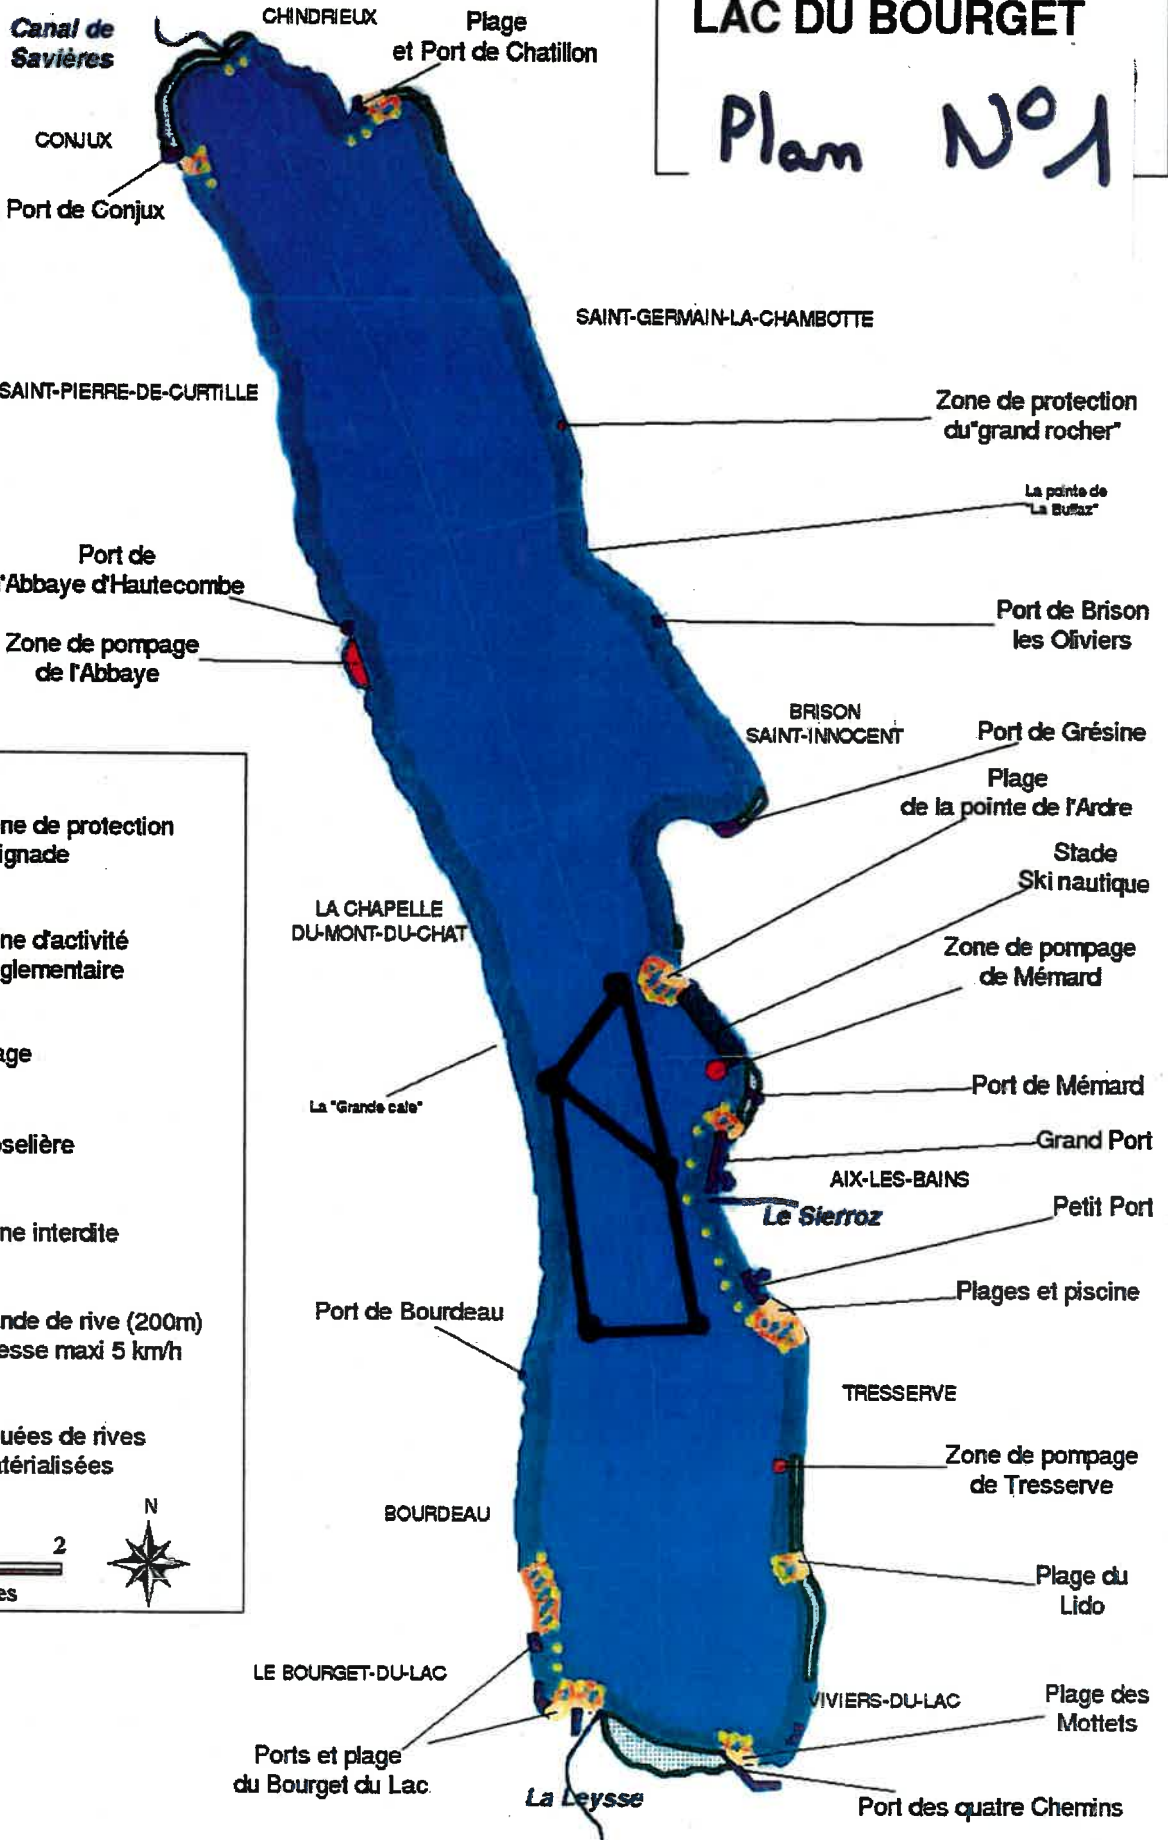 LAC DU BOURGET
Plan N°1
Canal de
Savières
CHINDRIEUX
Plage
et Port de Chatillon
CONJUX
Port de Conjux
SAINT-GERMAIN-LA-CHAMBOTTE
SAINT-PIERRE-DE-CURTILLE
Zone de protection
du "grand rocher"
La pointe de
"La Buffaz"
Port de
l'Abbaye d'Hautecombe
Port de Brison
les Oliviers
Zone de pompage
de l'Abbaye
BRISON
SAINT-INNOCENT
Port de Grésine
Plage
de la pointe de l'Ardre
ne de protection
ignade
Stade
Ski nautique
LA CHAPELLE
DU-MONT-DU-CHAT
ne d'activité
glementaire
Zone de pompage
de Mémard
age
La "Grande cale"
Port de Mémard
selière
Grand Port
AIX-LES-BAINS
Petit Port
Le Sierroz
ne interdite
Plages et piscine
nde de rive (200m)
esse maxi 5 km/h
Port de Bourdeau
TRESSERVE
uées de rives
térialisées
Zone de pompage
de Tresserve
BOURDEAU
N
2
es
Plage du
Lido
LE BOURGET-DU-LAC
VIVIERS-DU-LAC
Plage des
Mottets
Ports et plage
du Bourget du Lac
La Leysse
Port des quatre Chemins